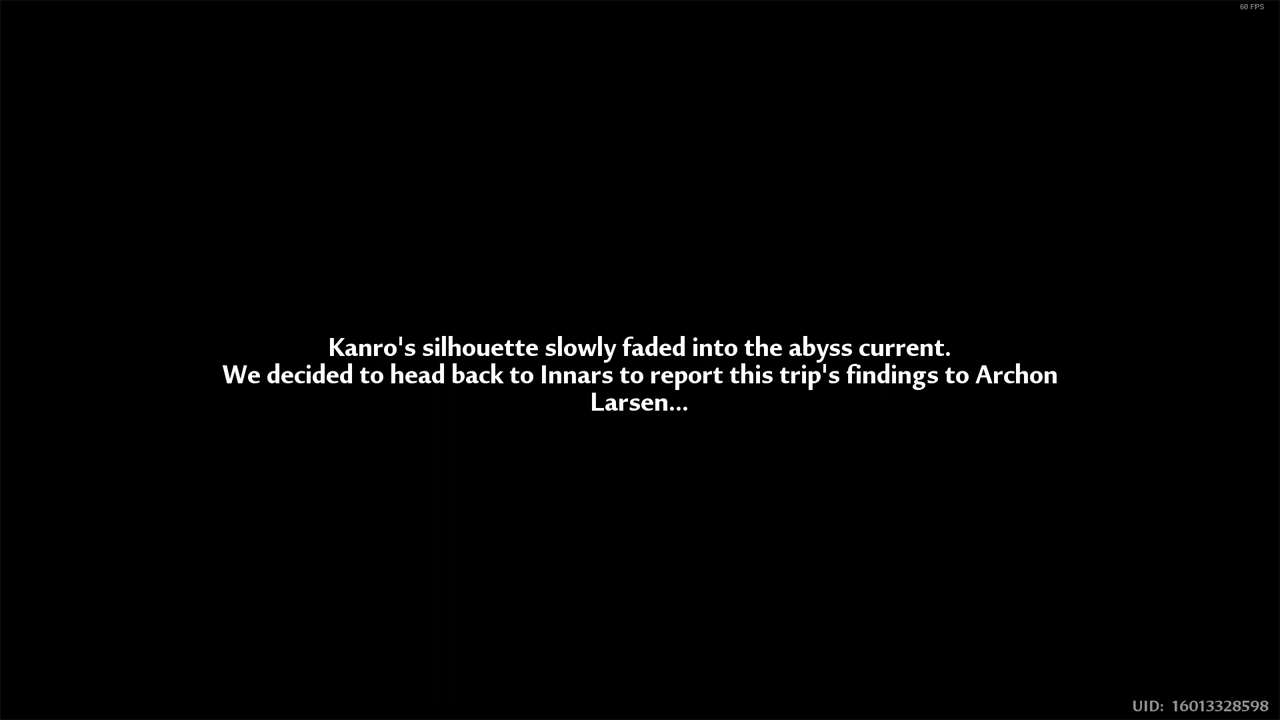 60 FPS
Kanro's silhouette slowly faded into the abyss current.
We decided to head back to Innars to report this trip's findings to Archon
Larsen...
UID: 16013328598